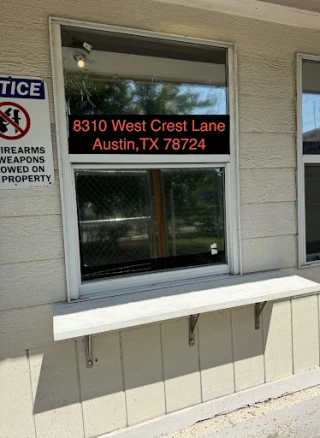 TICE
IREARMS
WEAPONS
OWED ON
PROPERTY
8310 West Crest Lane
Austin,TX 78724